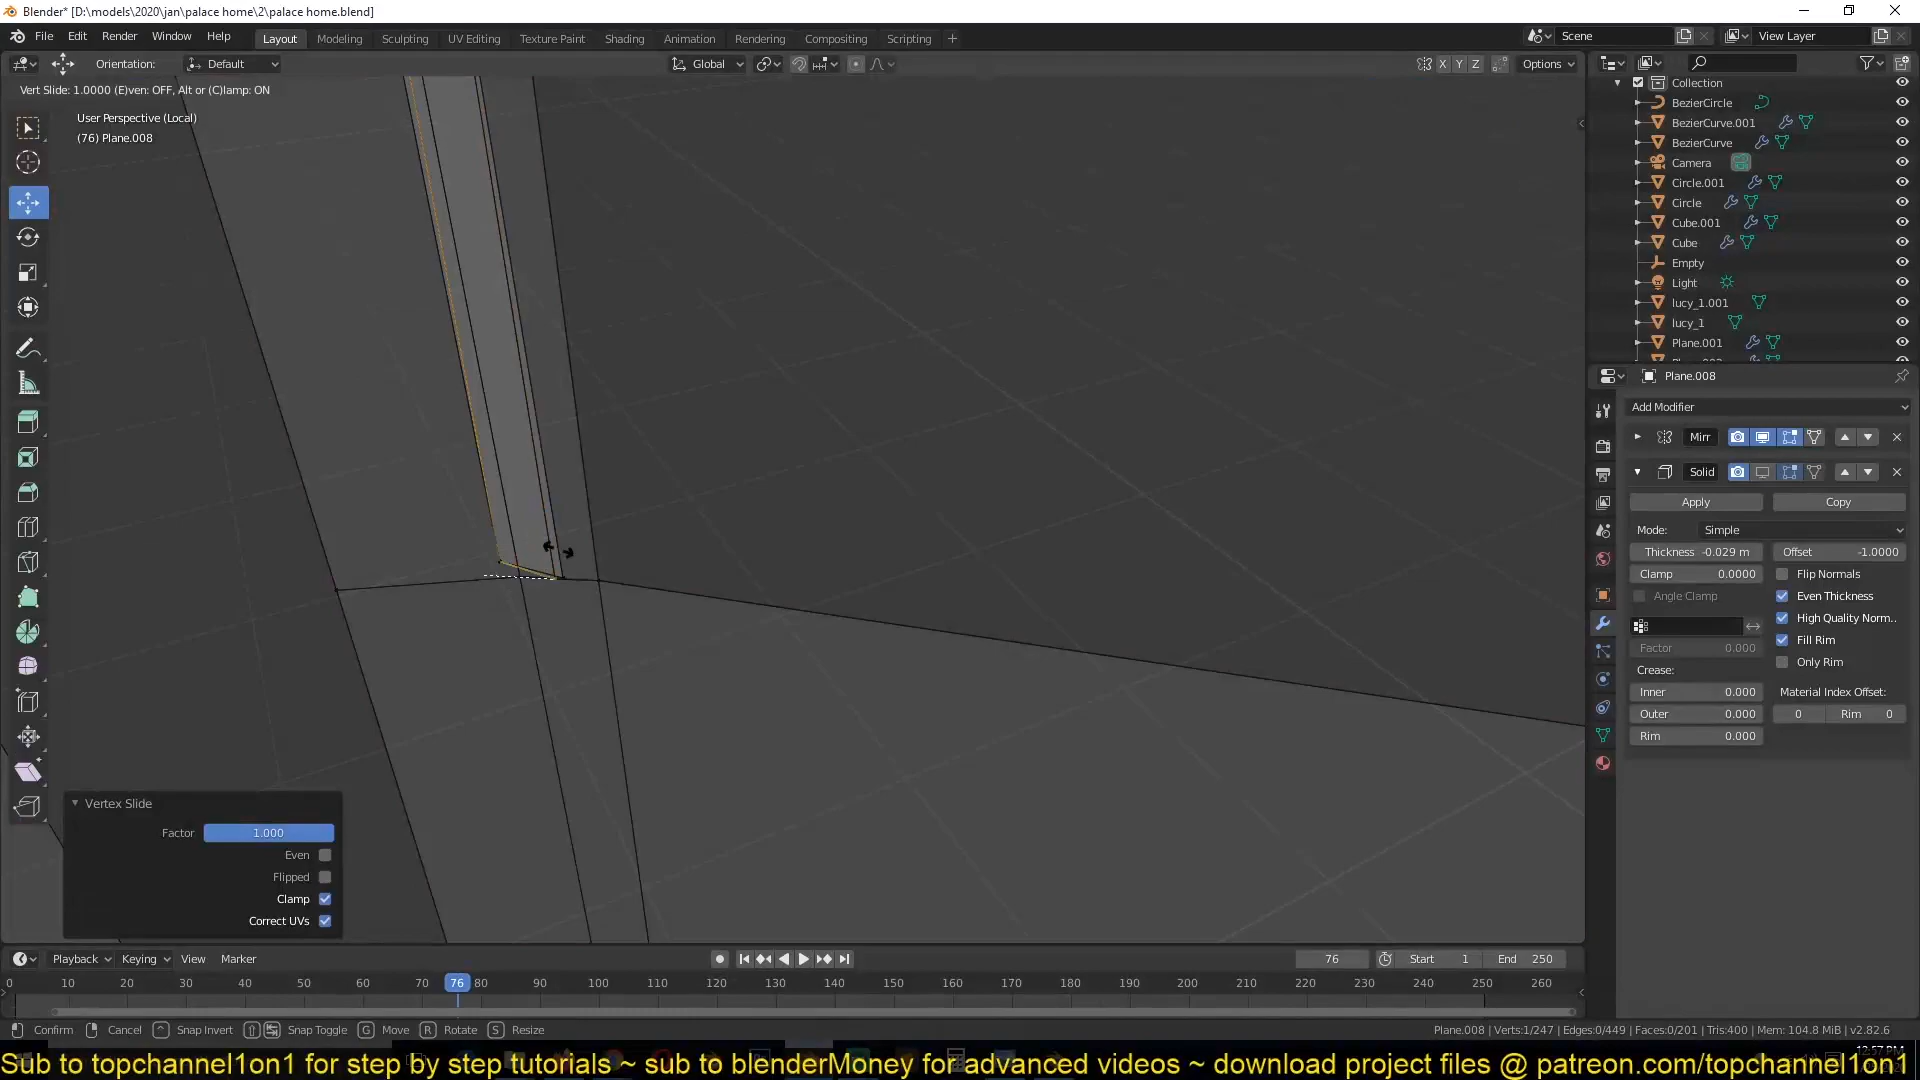 Blender* [D:\models\2020\jan\palace home\2\palace home.blend]
File Edit Render Window Help Layout Modeling Sculpting UV Editing Texture Paint Shading Animation Rendering Compositing Scripting + Scene View Layer
Orientation: Default Global X Y Z Options
Vert Slide: 1.0000 (E)ven: OFF, Alt or (C)lamp: ON
User Perspective (Local)
(76) Plane.008
Collection
BezierCircle
BezierCurve.001
BezierCurve
Camera
Circle.001
Circle
Cube.001
Cube
Empty
Light
lucy_1.001
lucy_1
Plane.001
Plane.008
Add Modifier
Mirr
Solid
Apply Copy
Mode: Simple
Thickness -0.029 m Offset -1.0000
Clamp 0.0000 Flip Normals
Angle Clamp Even Thickness
High Quality Norm..
Factor 0.000 Fill Rim
Crease: Only Rim
Inner 0.000 Material Index Offset:
Outer 0.000 0 Rim 0
Rim 0.000
Vertex Slide
Factor 1.000
Even
Flipped
Clamp
Correct UVs
Playback Keying View Marker 76 Start 1 End 250
0 10 20 30 40 50 60 70 76 80 90 100 110 120 130 140 150 160 170 180 190 200 210 220 230 240 250 260
Confirm Cancel Snap Invert Snap Toggle G Move R Rotate S Resize Plane.008 | Verts:1/247 | Edges:0/449 | Faces:0/201 | Tris:400 | Mem: 104.8 MiB | v2.82.6
12:57 PM
Sub to topchannel1on1 for step by step tutorials ~ sub to blenderMoney for advanced videos ~ download project files @ patreon.com/topchannel1on1